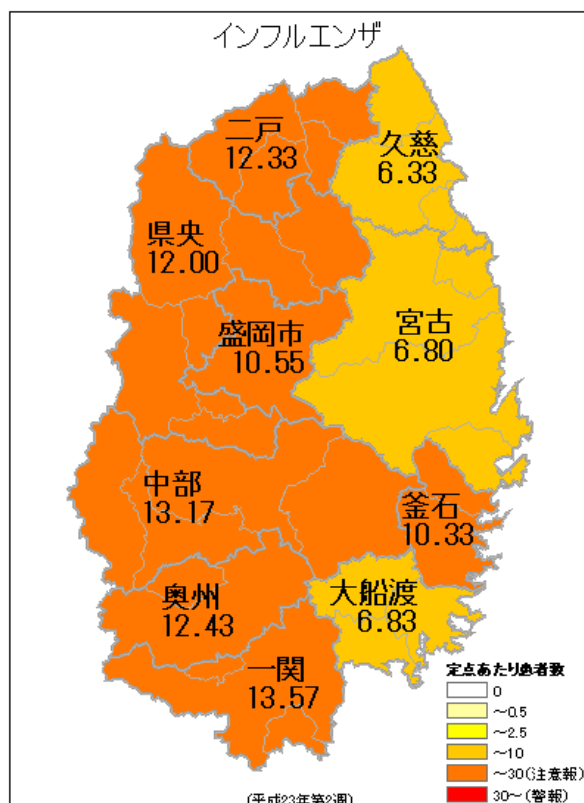 インフルエンザ
二戸
12.33
久慈
6.33
県央
12.00
盛岡市
10.55
宮古
6.80
中部
13.17
釜石
10.33
奥州
12.43
大船渡
6.83
一関
13.57
定点あたり患者数
0
～0.5
～2.5
～10
～30(注意報)
30～(警報)
(平成23年第2週)